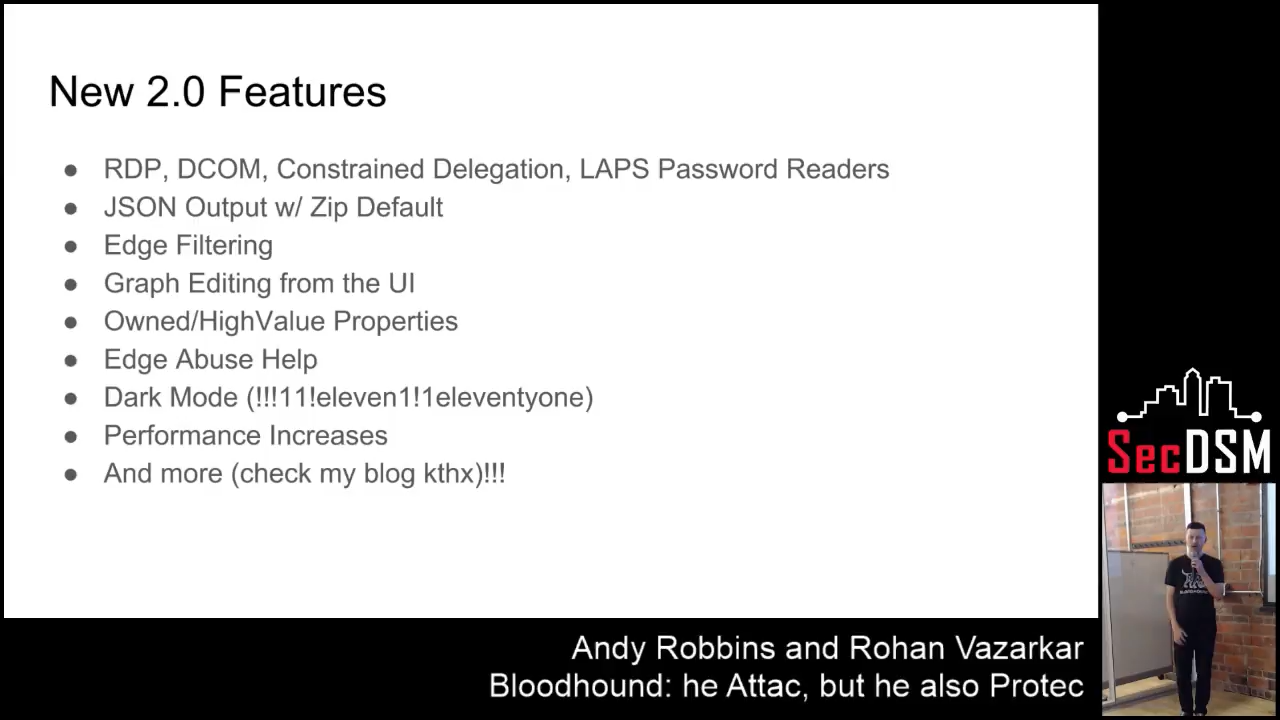 New 2.0 Features
● RDP, DCOM, Constrained Delegation, LAPS Password Readers
● JSON Output w/ Zip Default
● Edge Filtering
● Graph Editing from the UI
● Owned/HighValue Properties
● Edge Abuse Help
● Dark Mode (!!!11!eleven1!1eleventyone)
● Performance Increases
● And more (check my blog kthx)!!!
SecDSM
Andy Robbins and Rohan Vazarkar
Bloodhound: he Attac, but he also Protec